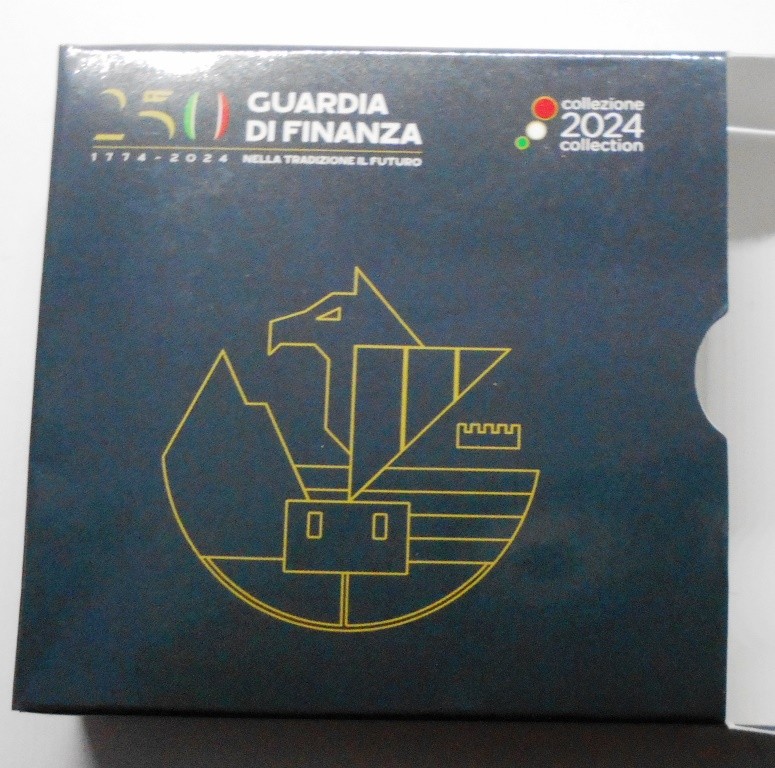 250
GUARDIA
DI FINANZA
1774-2024 NELLA TRADIZIONE IL FUTURO
collezione
2024
collection